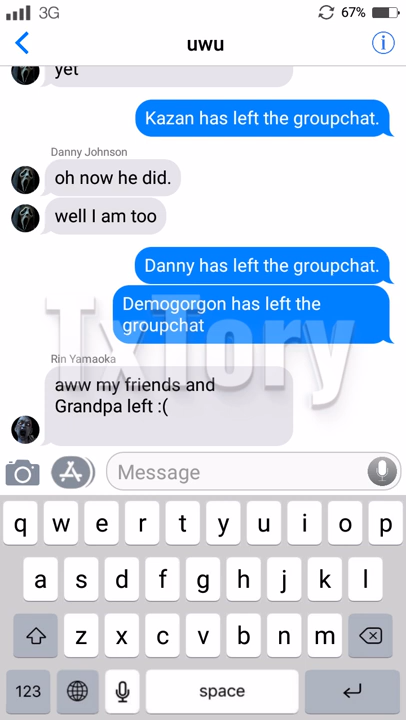 3G
67%
uwu
yet
Kazan has left the groupchat.
Danny Johnson
oh now he did.
well I am too
Danny has left the groupchat.
Demogorgon has left the
groupchat
TxTory
Rin Yamaoka
aww my friends and
Grandpa left :(
Message
q w e r t y u i o p
a s d f g h j k l
z x c v b n m
123 space